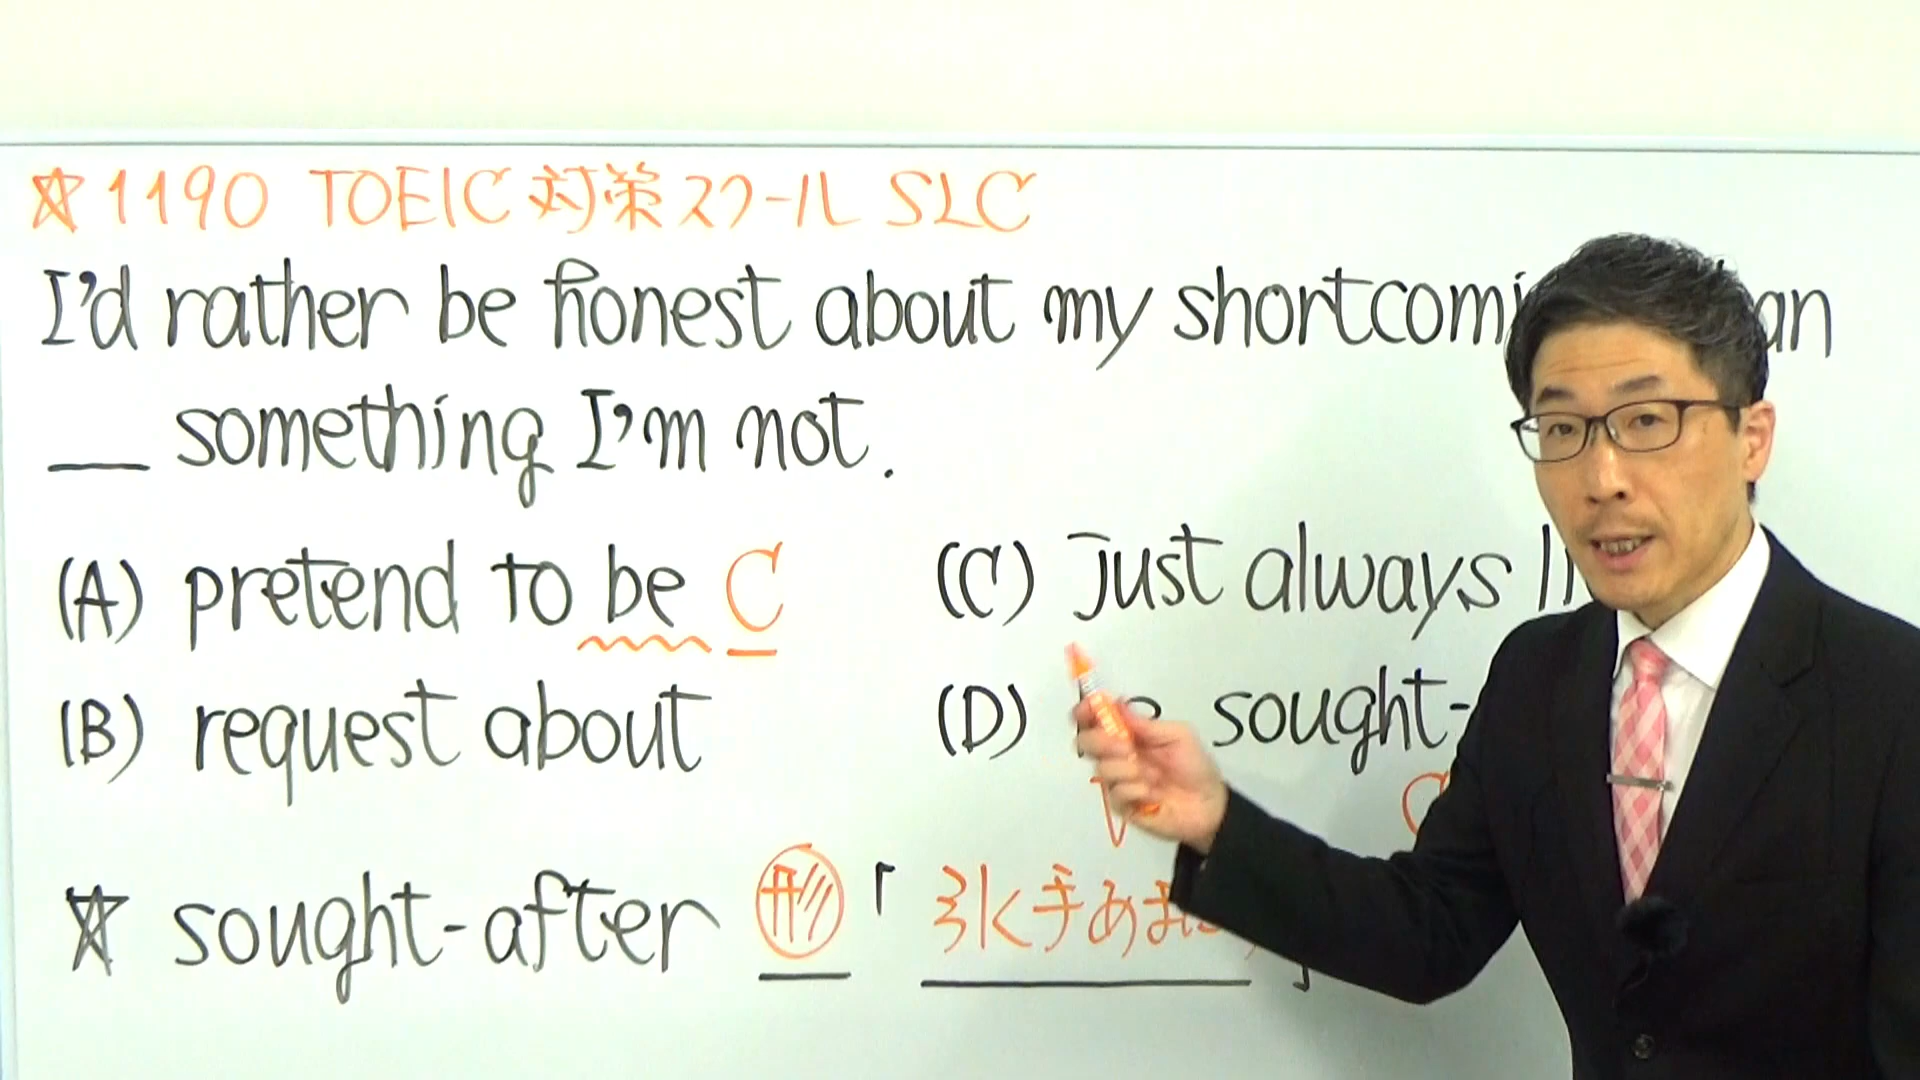 ☆1190 TOEIC対策スクール SLC
I'd rather be honest about my
__ something I'm not.
(A) pretend to be C
(B) request about
(C) just always
(D) sought-
V C
☆ sought-after 形「引く手あまた」